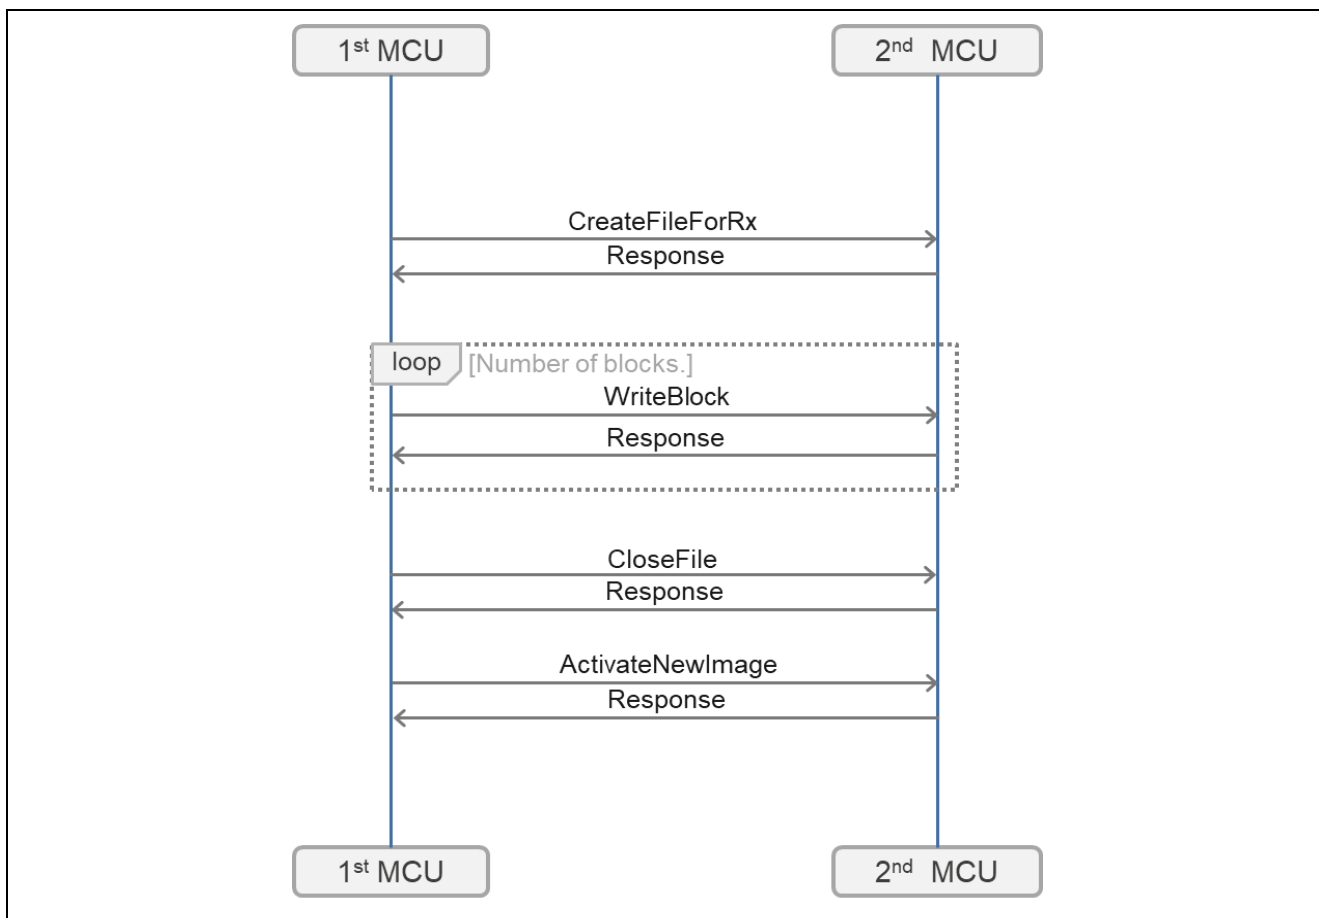 1st MCU
2nd MCU
CreateFileForRx
Response
loop
[Number of blocks.]
WriteBlock
Response
CloseFile
Response
ActivateNewImage
Response
1st MCU
2nd MCU